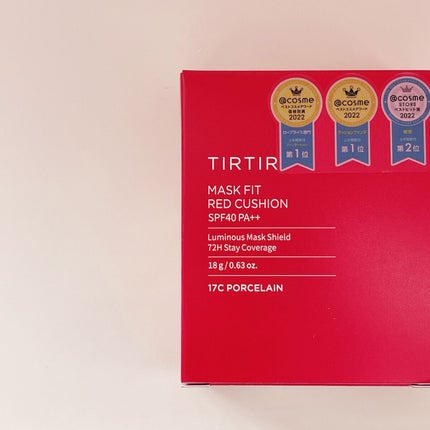 @cosme
ベストコスメアワード
2022
第1位
@cosme
ベストコスメアワード
2022
第1位
@cosme
STORE
2022
第2位
TIRTIR
MASK FIT
RED CUSHION
SPF40 PA++
Luminous Mask Shield
72H Stay Coverage
18 g / 0.63 oz.
17C PORCELAIN